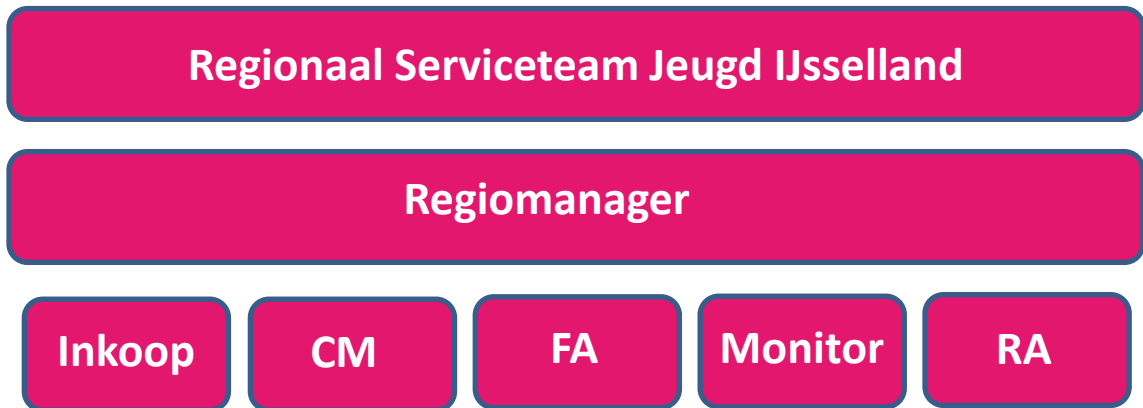 Regionaal Serviceteam Jeugd IJsselland
Regiomanager
Inkoop
CM
FA
Monitor
RA